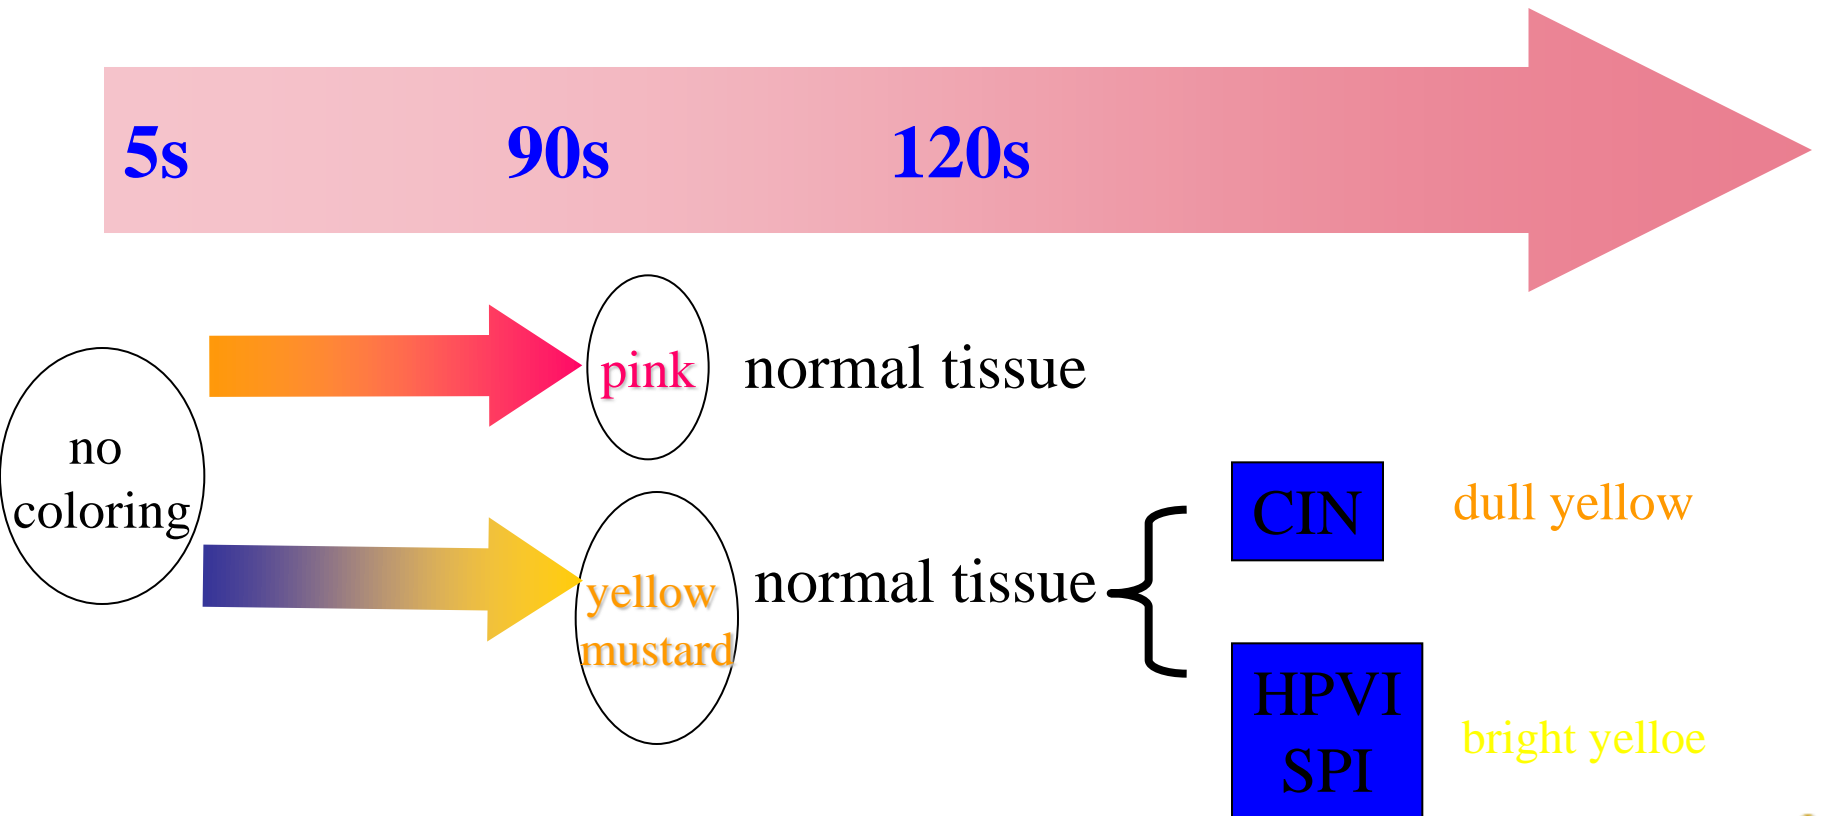 5s 90s 120s
pink normal tissue
no
coloring
yellow
mustard
normal tissue
CIN dull yellow
HPVI
SPI
bright yelloe